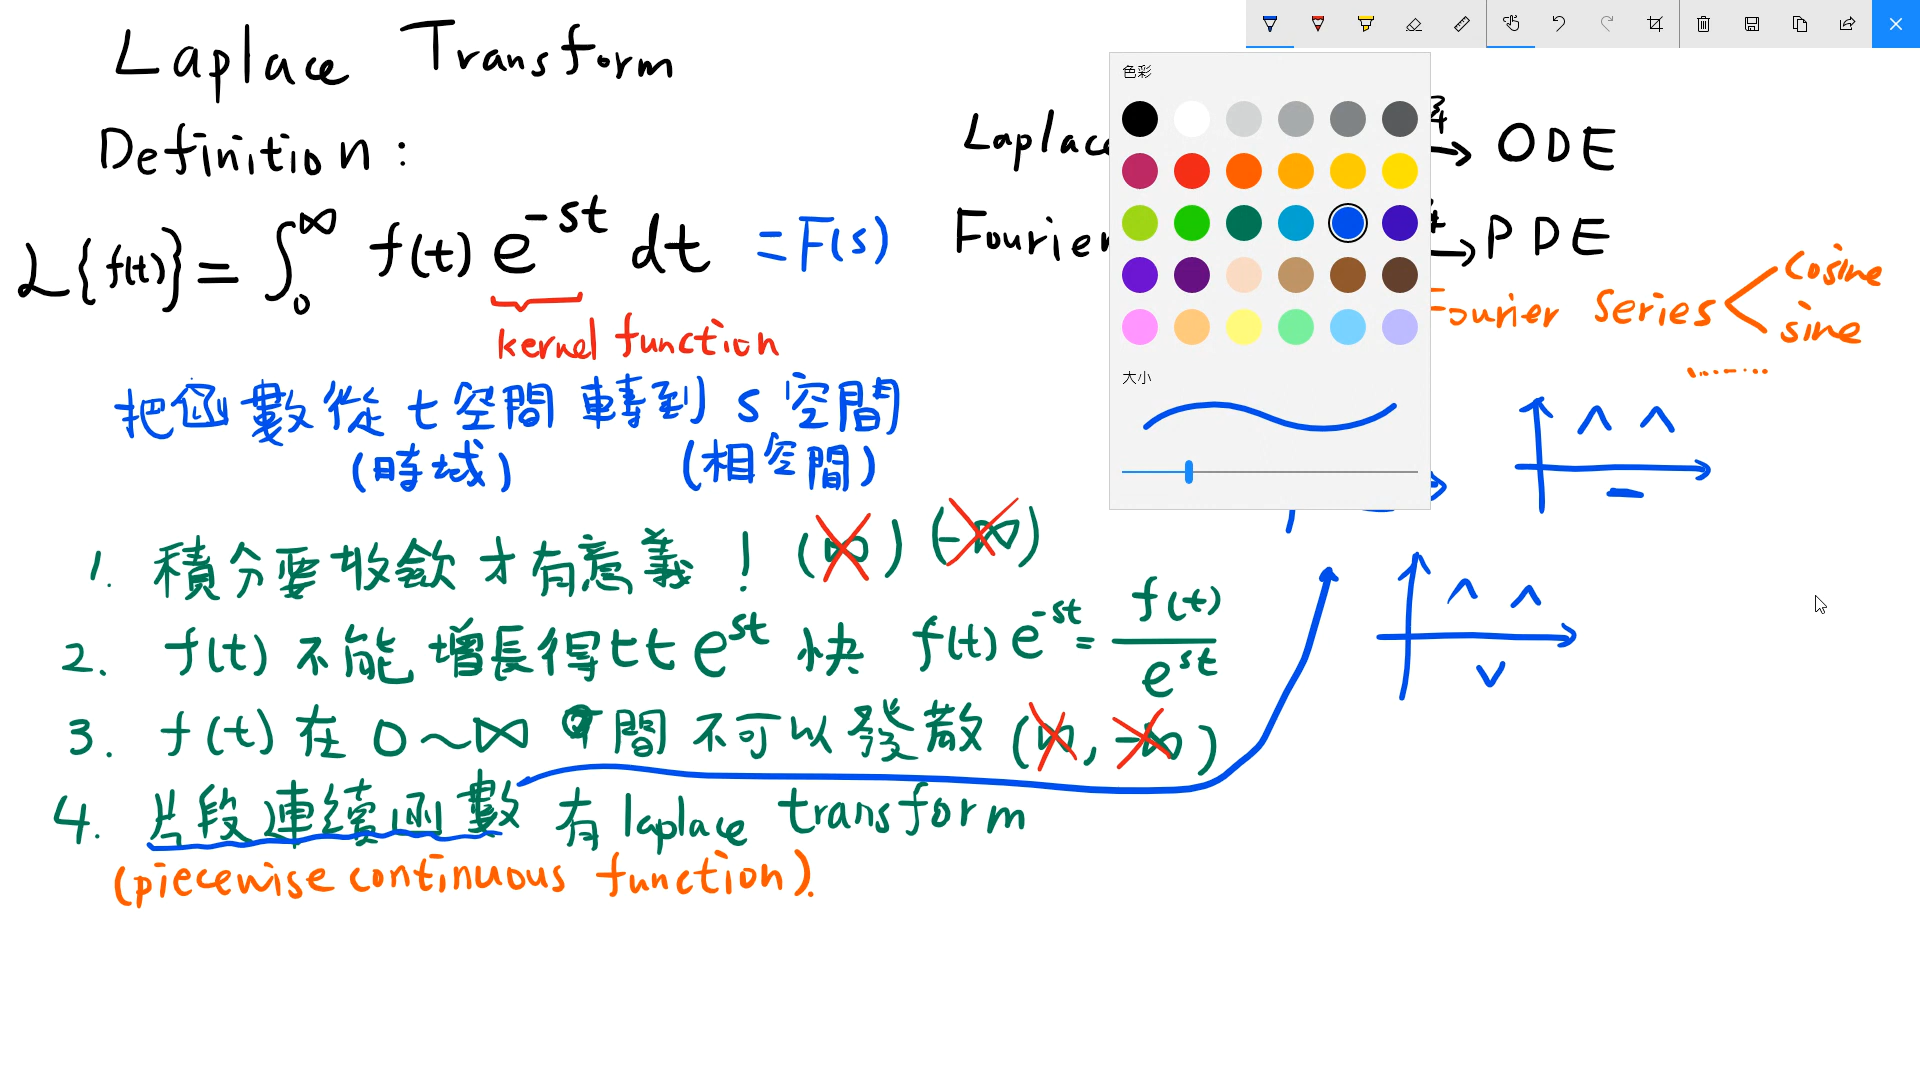 Laplace Transform
Definition:
L{f(t)} = ∫₀^∞ f(t) e^{-st} dt = F(s)
kernel function
把函數從 t 空間 轉到 s 空間
(時域) (相空間)
1. 積分要收斂才有意義! (∞) (-∞)
2. f(t) 不能增長得比 e^{st} 快 f(t) e^{-st} = f(t) / e^{st}
3. f(t) 在 0~∞ 間不可以發散 (∞, -∞)
4. 片段連續函數 有 laplace transform
(piecewise continuous function).
Laplace → ODE
Fourier → PDE
Fourier Series < Cosine
sine
........
色彩
大小